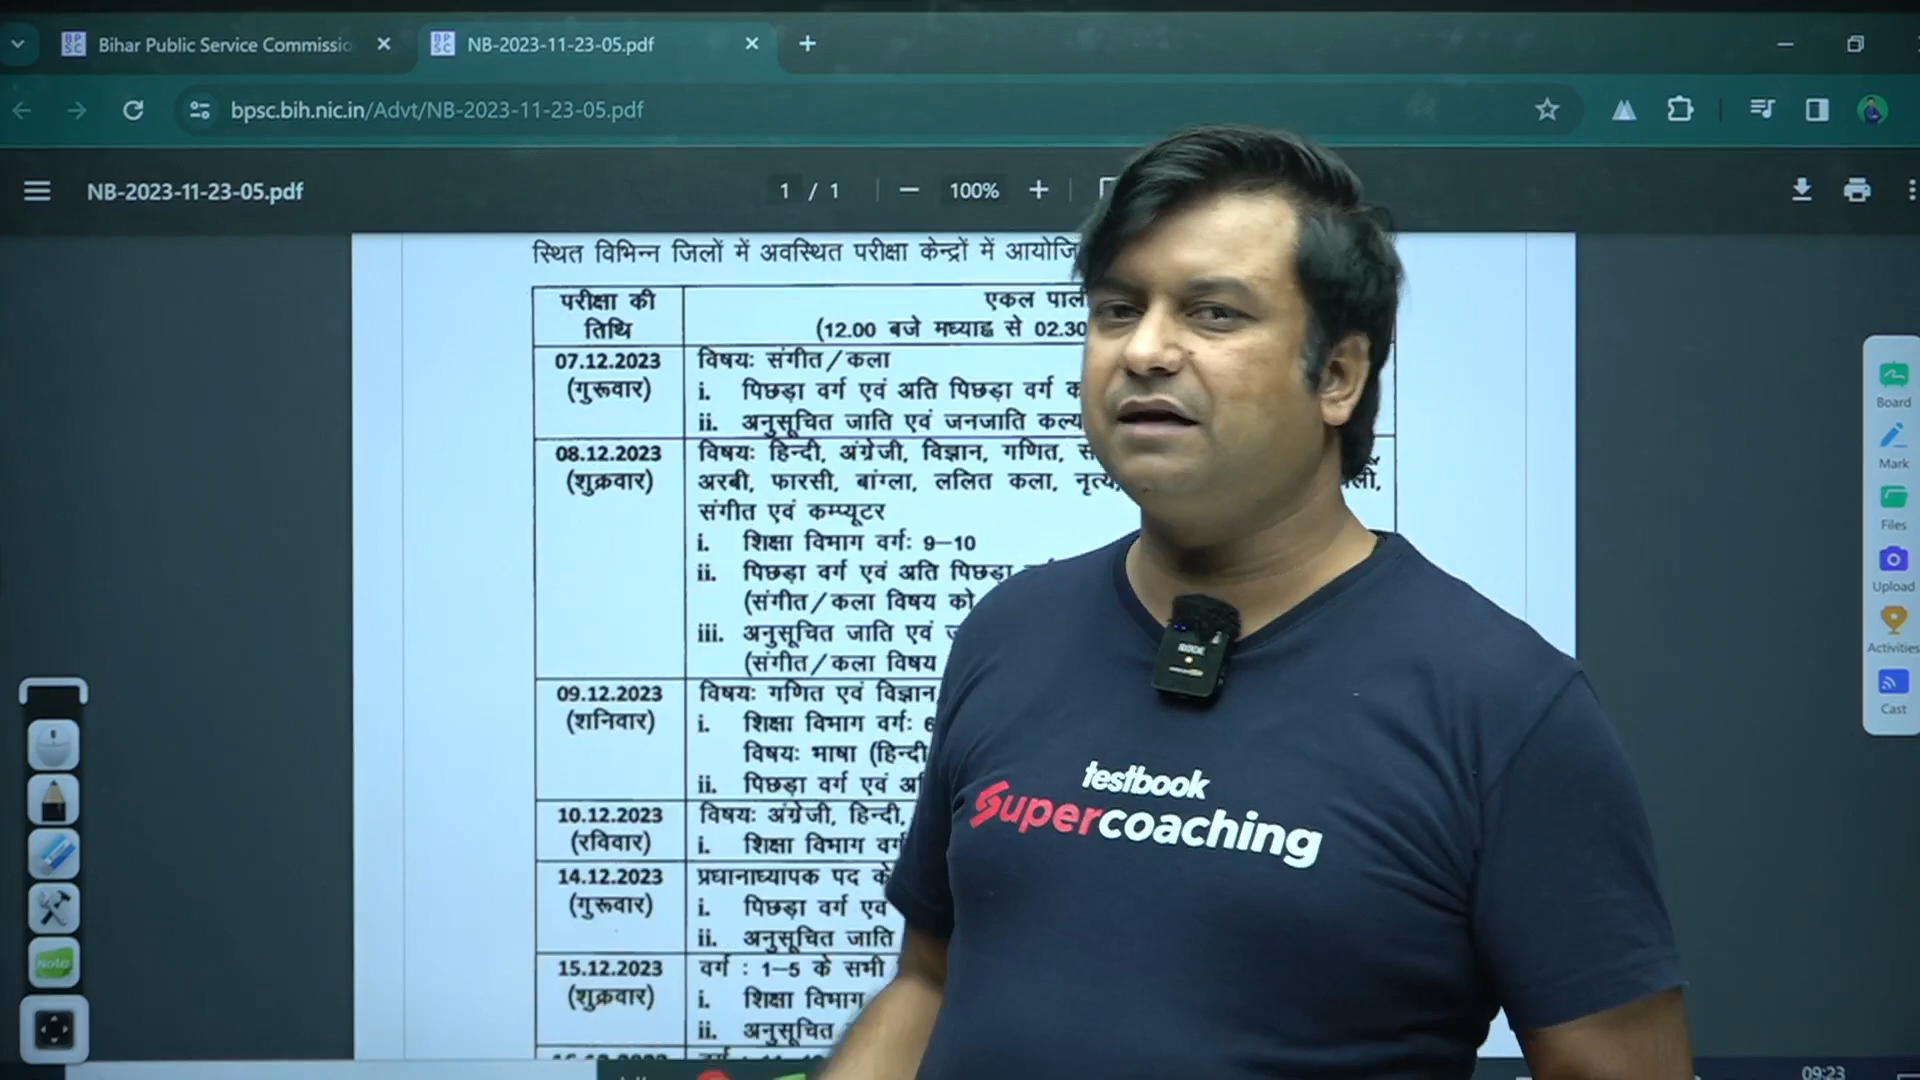 Bihar Public Service Commissio
NB-2023-11-23-05.pdf
bpsc.bih.nic.in/Advt/NB-2023-11-23-05.pdf
NB-2023-11-23-05.pdf
1 / 1
100%
स्थित विभिन्न जिलों में अवस्थित परीक्षा केन्द्रों में आयोजि
परीक्षा की
तिथि
एकल पाली
(12.00 बजे मध्याह्न से 02.30
07.12.2023
(गुरूवार)
विषयः संगीत/कला
i. पिछड़ा वर्ग एवं अति पिछड़ा वर्ग क
ii. अनुसूचित जाति एवं जनजाति कल्य
08.12.2023
(शुक्रवार)
विषयः हिन्दी, अंग्रेजी, विज्ञान, गणित,
अरबी, फारसी, बांग्ला, ललित कला, नृत्य,
संगीत एवं कम्प्यूटर
i. शिक्षा विभाग वर्गः 9-10
ii. पिछड़ा वर्ग एवं अति पिछड़ा
(संगीत/कला विषय को
iii. अनुसूचित जाति एवं
(संगीत/कला विषय
09.12.2023
(शनिवार)
विषयः गणित एवं विज्ञान,
i. शिक्षा विभाग वर्गः 6
विषयः भाषा (हिन्दी
ii. पिछड़ा वर्ग एवं अ
10.12.2023
(रविवार)
विषयः अंग्रेजी, हिन्दी,
i. शिक्षा विभाग वर्ग
14.12.2023
(गुरूवार)
प्रधानाध्यापक पद के
i. पिछड़ा वर्ग एवं
ii. अनुसूचित जाति
15.12.2023
(शुक्रवार)
वर्ग : 1-5 के सभी
i. शिक्षा विभाग
ii. अनुसूचित
Board
Mark
Files
Upload
Activities
Cast
Note
testbook
Supercoaching
RODE
09:23